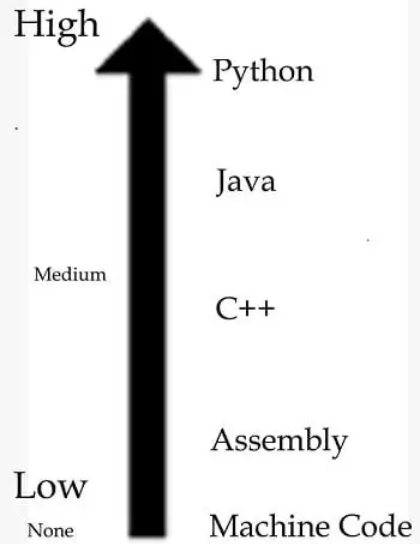 High
Python
Java
Medium
C++
Assembly
Low
None
Machine Code